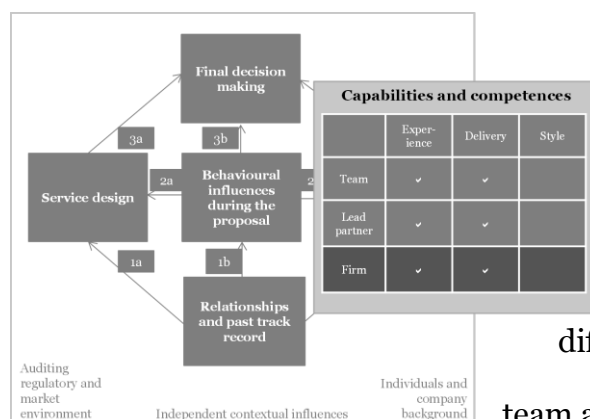 Final decision
making
Capabilities and competences
Exper-
ience
Delivery
Style
3a
3b
Team
Service design
2a
Behavioural
influences
during the
proposal
2
Lead
partner
Firm
1a
1b
Relationships
and past track
record
Auditing
regulatory and
market
environment
Independent contextual influences
Individuals and
company
background
team a